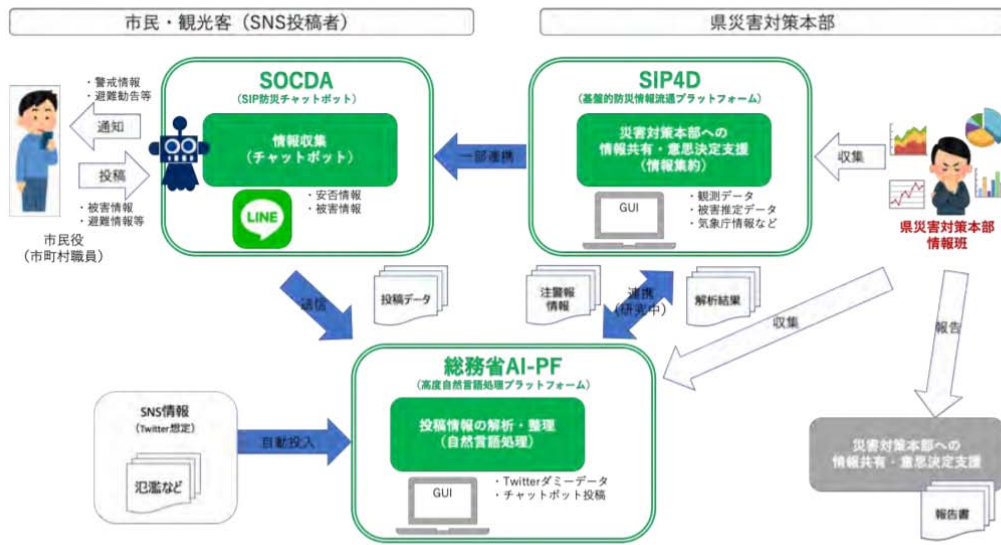 市民・観光客（SNS投稿者）
県災害対策本部
・警戒情報
・避難勧告等
通知
投稿
・被害情報
・避難情報等
市民役
（市町村職員）
SOCDA
（SIP防災チャットボット）
情報収集
（チャットボット）
LINE
・安否情報
・被害情報
一部連携
SIP4D
（基盤的防災情報流通プラットフォーム）
災害対策本部への
情報共有・意思決定支援
（情報集約）
GUI
・観測データ
・被害推定データ
・気象庁情報など
収集
県災害対策本部
情報班
送信
投稿データ
注警報
情報
連携
（研究中）
解析結果
収集
報告
総務省AI-PF
（高度自然言語処理プラットフォーム）
投稿情報の解析・整理
（自然言語処理）
GUI
・Twitterダミーデータ
・チャットボット投稿
SNS情報
（Twitter想定）
氾濫など
自動投入
災害対策本部への
情報共有・意思決定支援
報告書